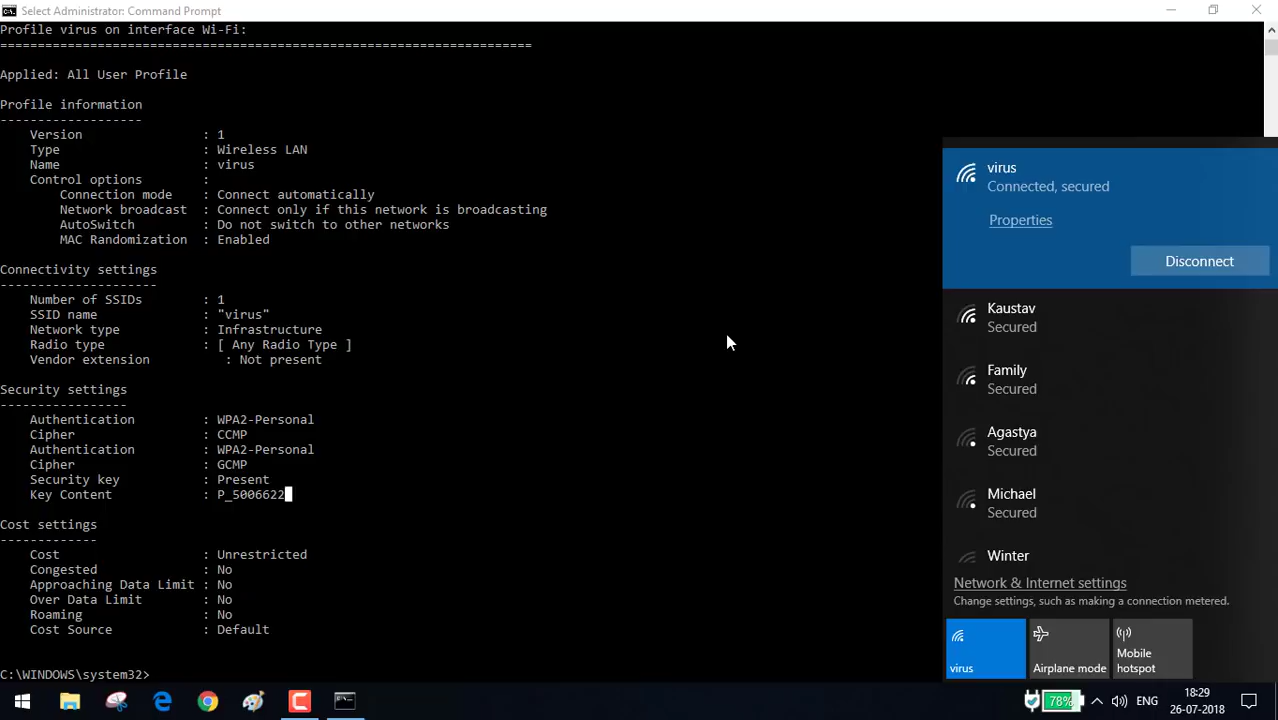 Select Administrator: Command Prompt
Profile virus on interface Wi-Fi:
=======================================================================
Applied: All User Profile
Profile information
-------------------
Version : 1
Type : Wireless LAN
Name : virus
Control options :
Connection mode : Connect automatically
Network broadcast : Connect only if this network is broadcasting
AutoSwitch : Do not switch to other networks
MAC Randomization : Enabled
Connectivity settings
---------------------
Number of SSIDs : 1
SSID name : "virus"
Network type : Infrastructure
Radio type : [ Any Radio Type ]
Vendor extension : Not present
Security settings
-----------------
Authentication : WPA2-Personal
Cipher : CCMP
Authentication : WPA2-Personal
Cipher : GCMP
Security key : Present
Key Content : P_5006622
Cost settings
-------------
Cost : Unrestricted
Congested : No
Approaching Data Limit : No
Over Data Limit : No
Roaming : No
Cost Source : Default
C:\WINDOWS\system32>
virus
Connected, secured
Properties
Disconnect
Kaustav
Secured
Family
Secured
Agastya
Secured
Michael
Secured
Winter
Network & Internet settings
Change settings, such as making a connection metered.
virus
Airplane mode
Mobile
hotspot
78%
ENG
18:29
26-07-2018